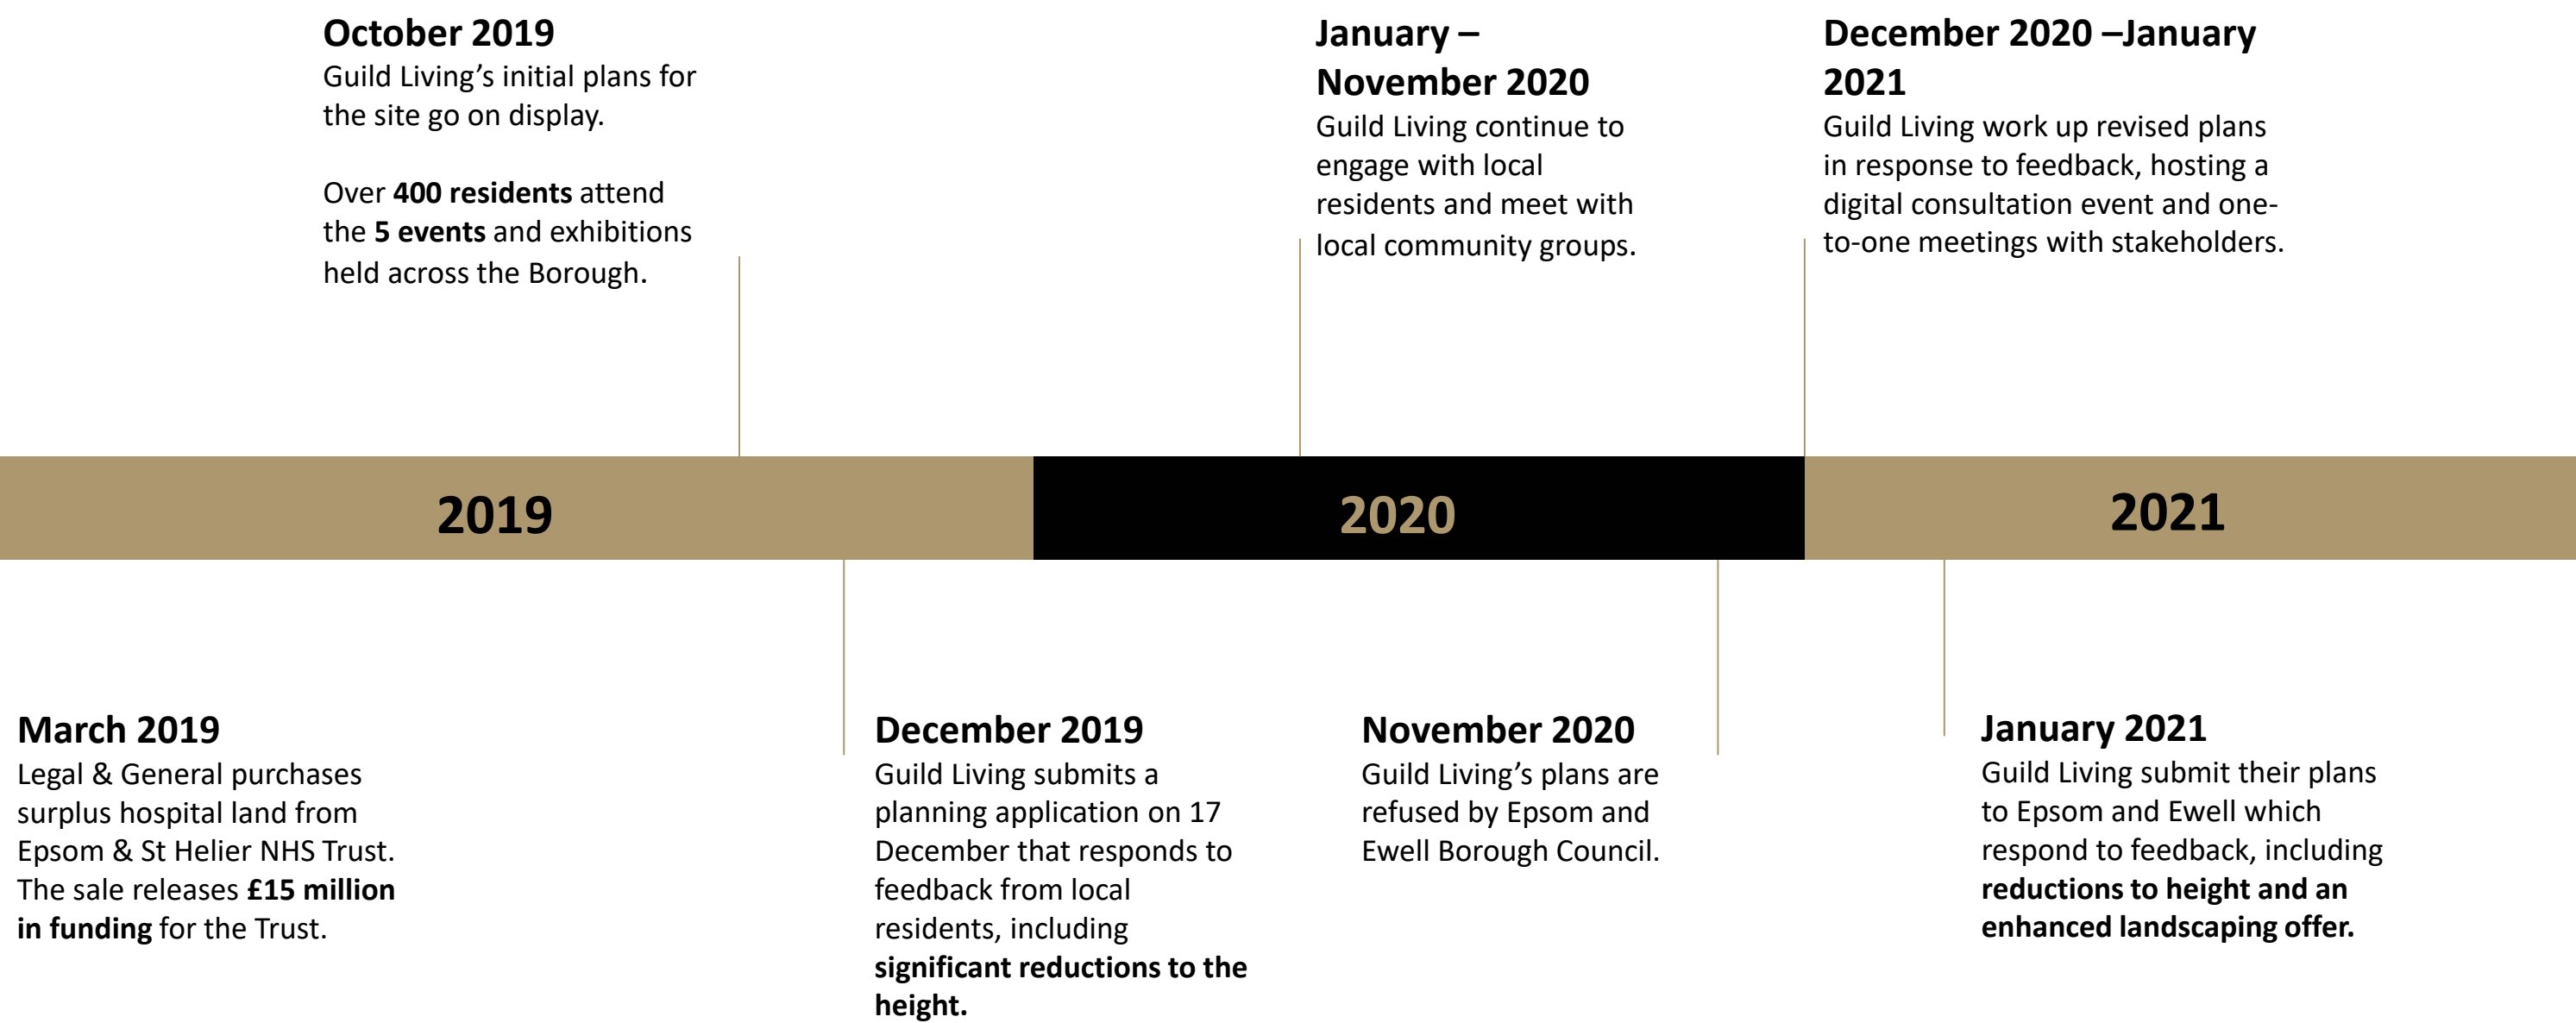 October 2019
Guild Living’s initial plans for
the site go on display.
Over 400 residents attend
the 5 events and exhibitions
held across the Borough.
January –
November 2020
Guild Living continue to
engage with local
residents and meet with
local community groups.
December 2020 –January
2021
Guild Living work up revised plans
in response to feedback, hosting a
digital consultation event and one-
to-one meetings with stakeholders.
2019
2020
2021
March 2019
Legal & General purchases
surplus hospital land from
Epsom & St Helier NHS Trust.
The sale releases £15 million
in funding for the Trust.
December 2019
Guild Living submits a
planning application on 17
December that responds to
feedback from local
residents, including
significant reductions to the
height.
November 2020
Guild Living’s plans are
refused by Epsom and
Ewell Borough Council.
January 2021
Guild Living submit their plans
to Epsom and Ewell which
respond to feedback, including
reductions to height and an
enhanced landscaping offer.